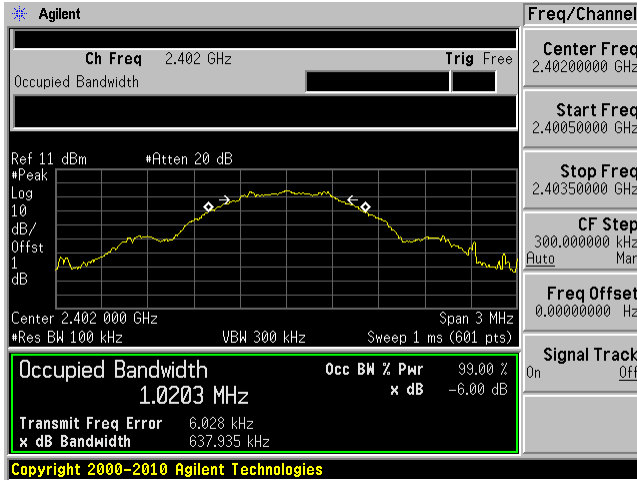 Agilent
Freq/Channel
Ch Freq 2.402 GHz Trig Free
Occupied Bandwidth
Center Freq
2.40200000 GHz
Start Freq
2.40050000 GHz
Stop Freq
2.40350000 GHz
CF Step
300.000000 kHz
Auto Man
Freq Offset
0.00000000 Hz
Signal Track
On Off
Ref 11 dBm #Atten 20 dB
#Peak
Log
10
dB/
Offst
1
dB
Center 2.402 000 GHz Span 3 MHz
#Res BW 100 kHz VBW 300 kHz Sweep 1 ms (601 pts)
Occupied Bandwidth Occ BW % Pwr 99.00 %
1.0203 MHz x dB -6.00 dB
Transmit Freq Error 6.028 kHz
x dB Bandwidth 637.935 kHz
Copyright 2000-2010 Agilent Technologies